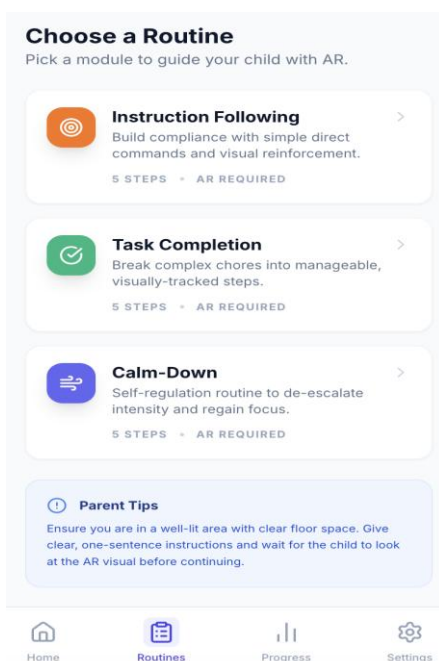 Choose a Routine
Pick a module to guide your child with AR.
Instruction Following
Build compliance with simple direct
commands and visual reinforcement.
5 STEPS • AR REQUIRED
Task Completion
Break complex chores into manageable,
visually-tracked steps.
5 STEPS • AR REQUIRED
Calm-Down
Self-regulation routine to de-escalate
intensity and regain focus.
5 STEPS • AR REQUIRED
Parent Tips
Ensure you are in a well-lit area with clear floor space. Give
clear, one-sentence instructions and wait for the child to look
at the AR visual before continuing.
Home Routines Progress Settings